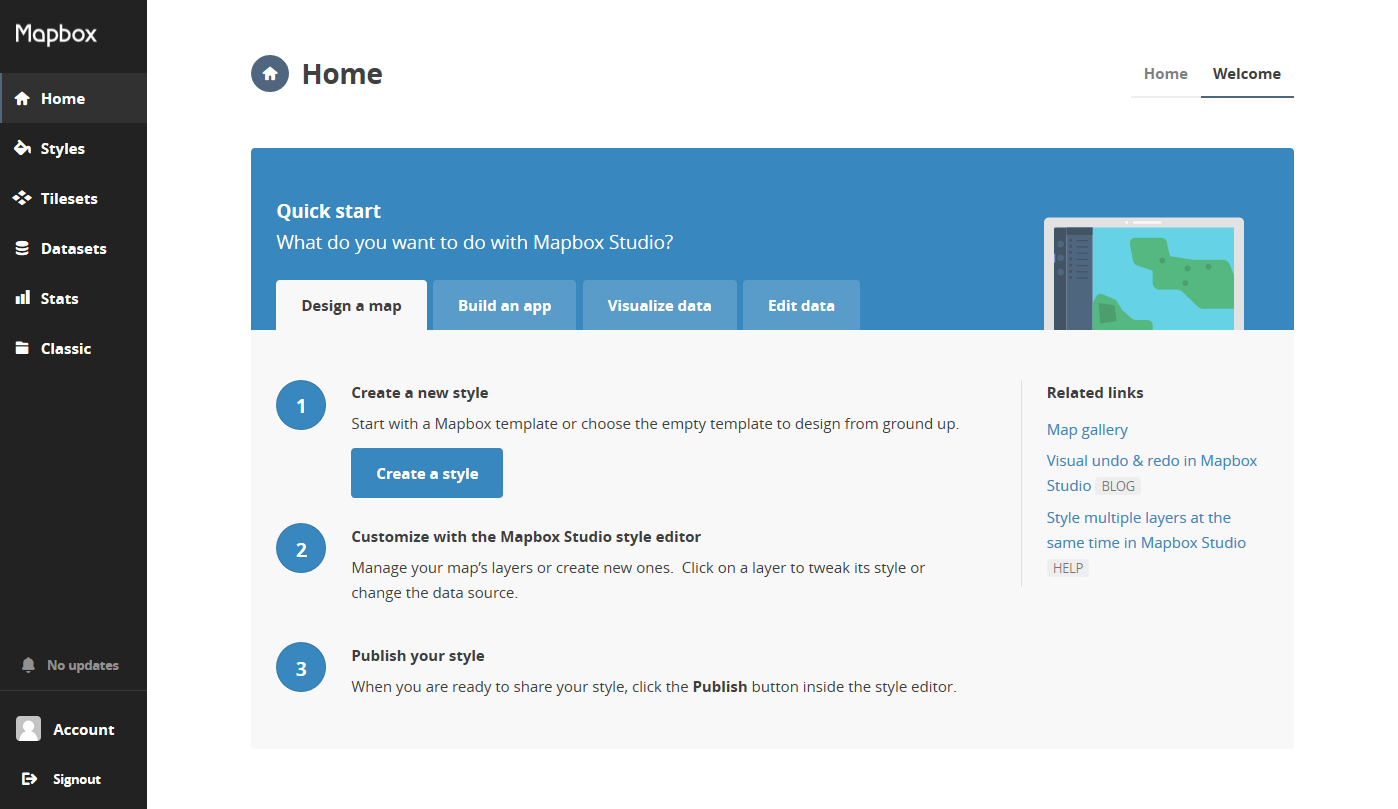 Mapbox
Home
Styles
Tilesets
Datasets
Stats
Classic
No updates
Account
Signout
Home
Home Welcome
Quick start
What do you want to do with Mapbox Studio?
Design a map Build an app Visualize data Edit data
1
Create a new style
Start with a Mapbox template or choose the empty template to design from ground up.
Create a style
2
Customize with the Mapbox Studio style editor
Manage your map’s layers or create new ones.  Click on a layer to tweak its style or
change the data source.
3
Publish your style
When you are ready to share your style, click the Publish button inside the style editor.
Related links
Map gallery
Visual undo & redo in Mapbox
Studio BLOG
Style multiple layers at the
same time in Mapbox Studio
HELP